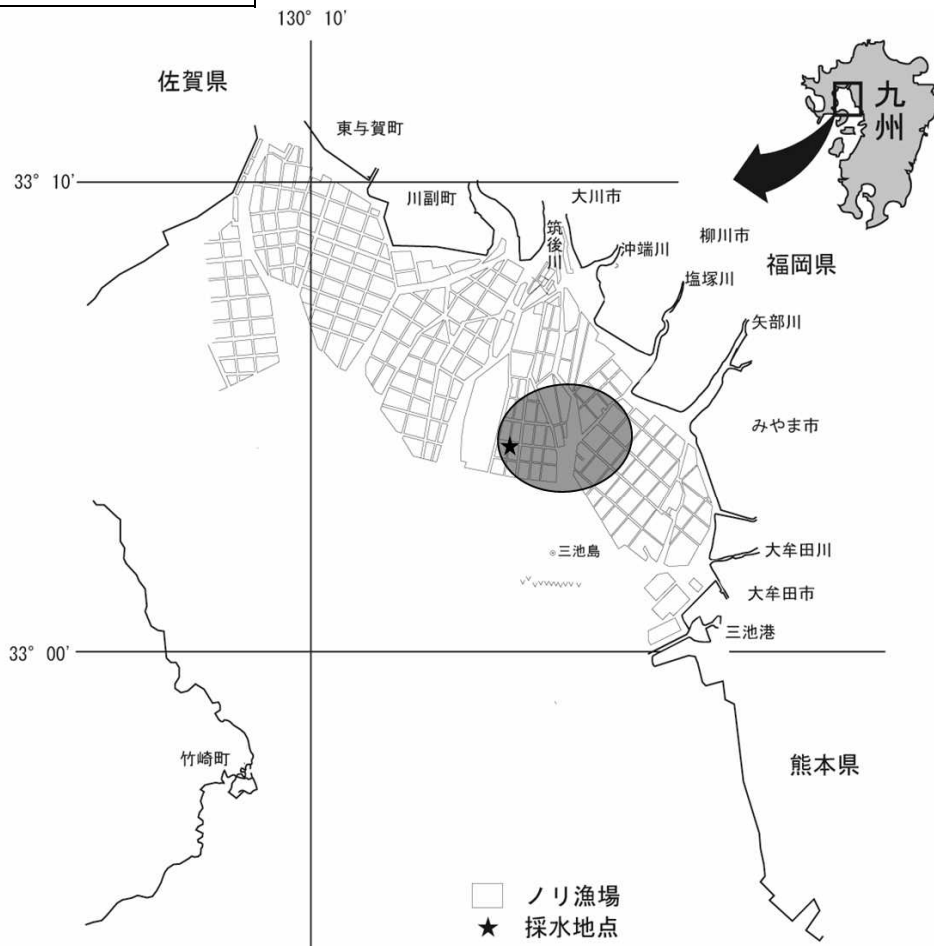 130° 10'
佐賀県
東与賀町
九州
33° 10'
川副町
大川市
筑後川
柳川市
沖端川
福岡県
塩塚川
矢部川
みやま市
三池島
大牟田川
大牟田市
三池港
33° 00'
竹崎町
熊本県
ノリ漁場
★ 採水地点